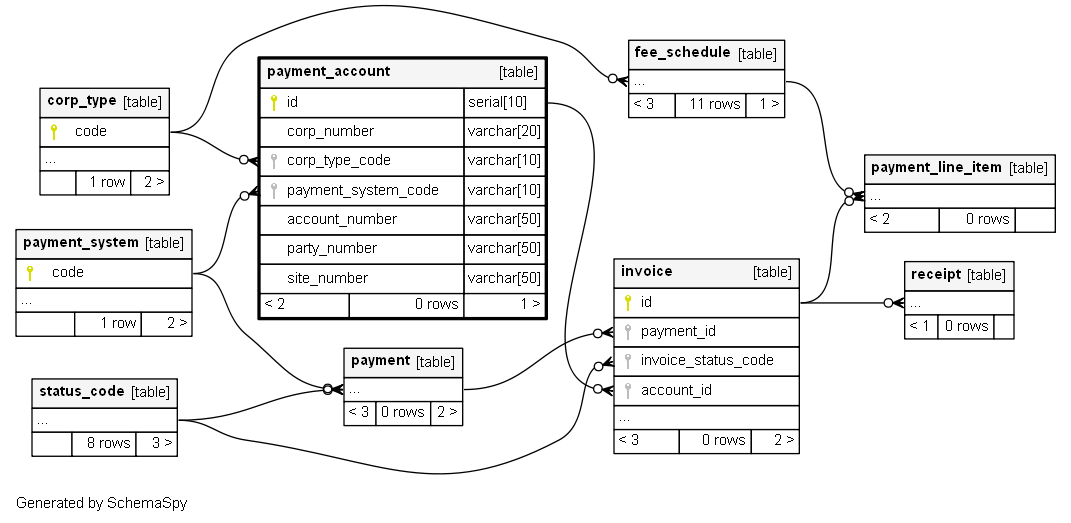 corp_type [table]
code
...
1 row 2 >
payment_system [table]
code
...
1 row 2 >
status_code [table]
...
8 rows 3 >
payment_account [table]
id serial[10]
corp_number varchar[20]
corp_type_code varchar[10]
payment_system_code varchar[10]
account_number varchar[50]
party_number varchar[50]
site_number varchar[50]
< 2 0 rows 1 >
payment [table]
...
< 3 0 rows 2 >
fee_schedule [table]
...
< 3 11 rows 1 >
invoice [table]
id
payment_id
invoice_status_code
account_id
...
< 3 0 rows 2 >
payment_line_item [table]
...
< 2 0 rows
receipt [table]
...
< 1 0 rows
Generated by SchemaSpy